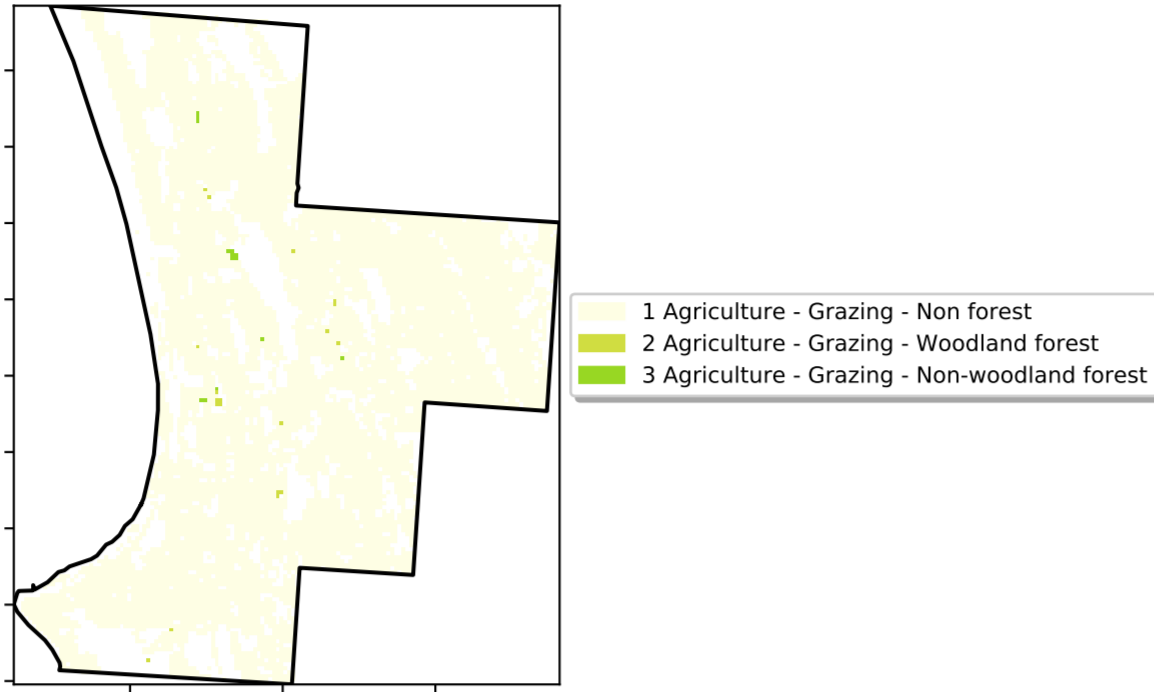 1 Agriculture - Grazing - Non forest
2 Agriculture - Grazing - Woodland forest
3 Agriculture - Grazing - Non-woodland forest